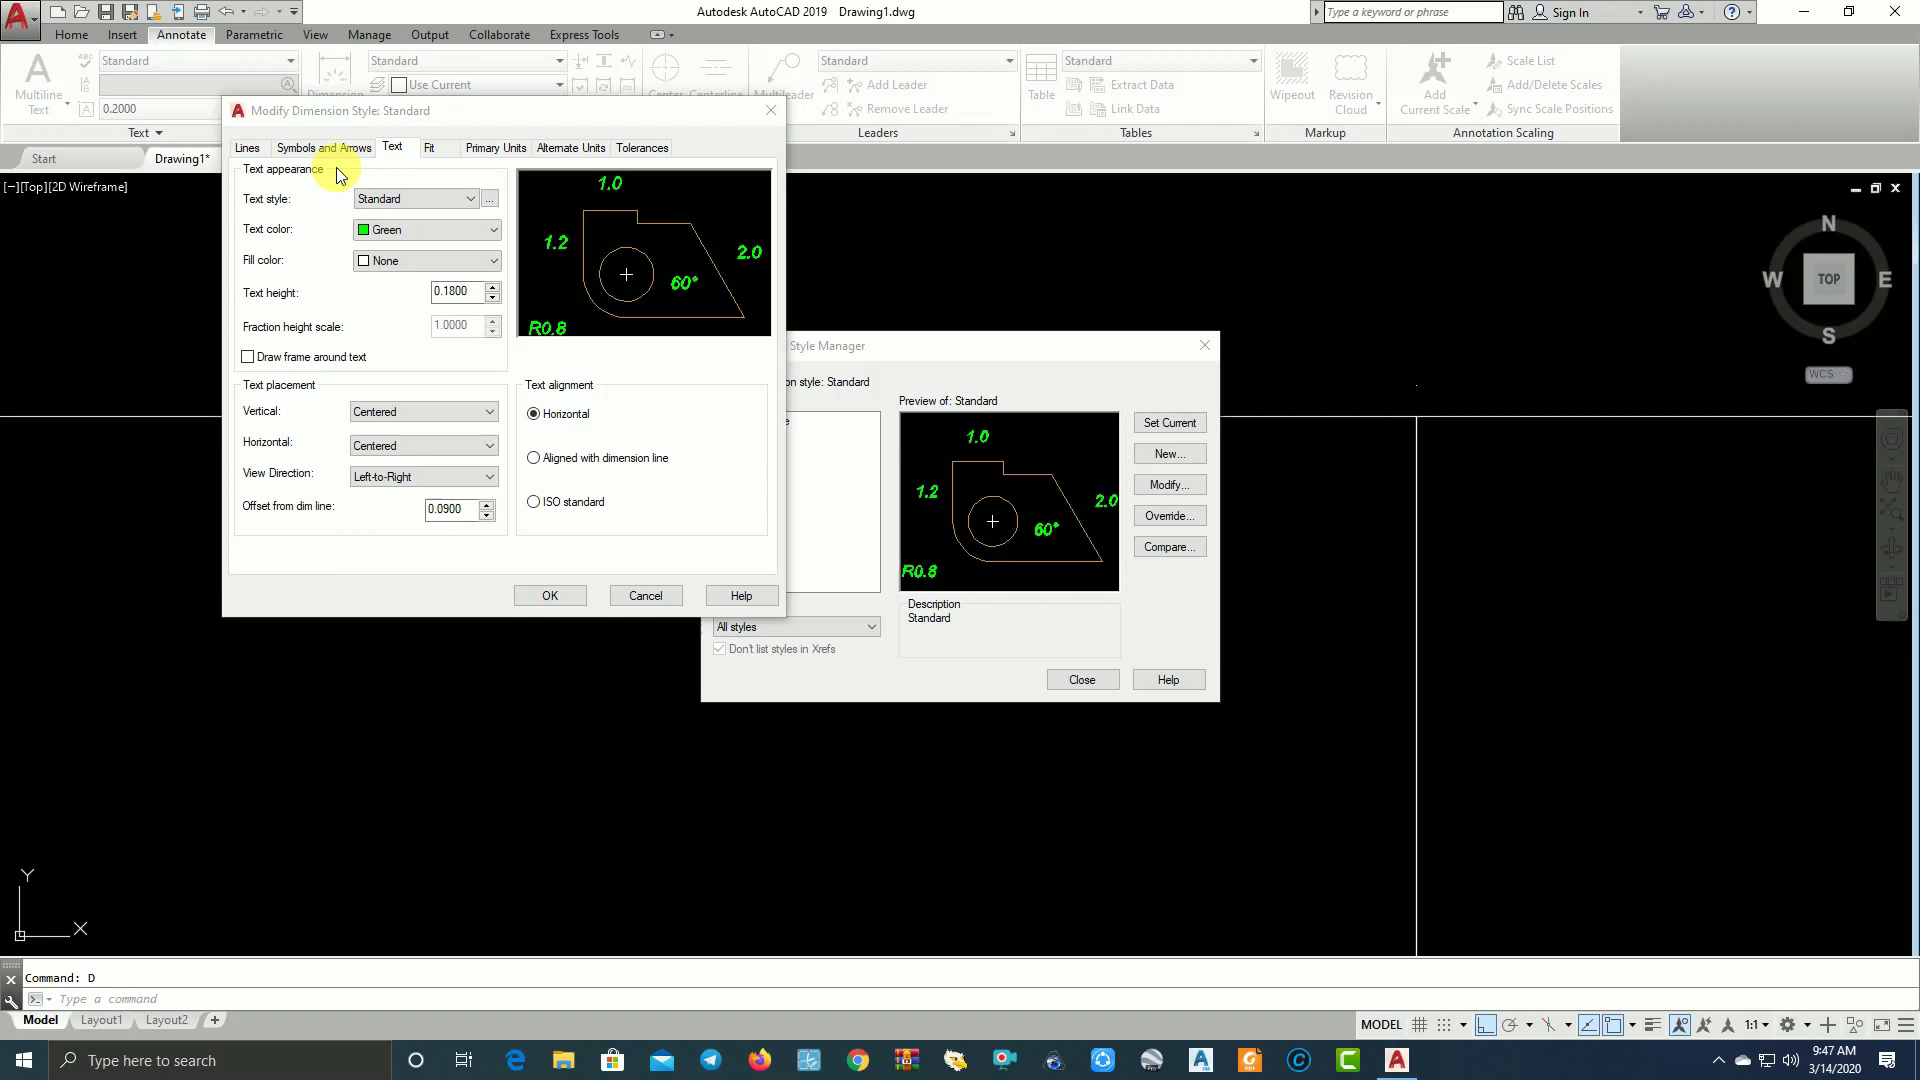 Autodesk AutoCAD 2019 Drawing1.dwg
Type a keyword or phrase
Sign In
Home Insert Annotate Parametric View Manage Output Collaborate Express Tools
Multiline Text
Standard
0.2000
Text
Standard
Use Current
Standard
Add Leader
Remove Leader
Leaders
Table
Standard
Extract Data
Link Data
Tables
Wipeout
Revision Cloud
Markup
Add Current Scale
Scale List
Add/Delete Scales
Sync Scale Positions
Annotation Scaling
Start
Drawing1*
[−][Top][2D Wireframe]
Modify Dimension Style: Standard
Lines Symbols and Arrows Text Fit Primary Units Alternate Units Tolerances
Text appearance
Text style: Standard ...
Text color: Green
Fill color: None
Text height: 0.1800
Fraction height scale: 1.0000
Draw frame around text
1.0
1.2
2.0
60°
R0.8
Text placement
Vertical: Centered
Horizontal: Centered
View Direction: Left-to-Right
Offset from dim line: 0.0900
Text alignment
Horizontal
Aligned with dimension line
ISO standard
OK Cancel Help
Style Manager
on style: Standard
Preview of: Standard
1.0
1.2
2.0
60°
R0.8
Set Current
New...
Modify...
Override...
Compare...
All styles
Don't list styles in Xrefs
Description
Standard
Close Help
N
W TOP E
S
WCS
Y
X
Command: D
Type a command
Model Layout1 Layout2 +
MODEL
1:1
Type here to search
9:47 AM
3/14/2020